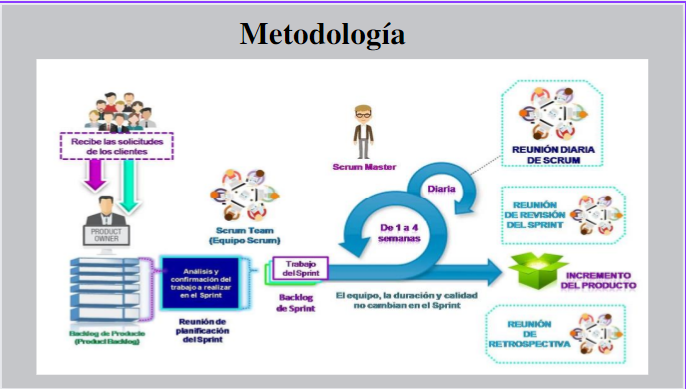 Metodología
Recibe las solicitudes
de los clientes
PRODUCT
OWNER
Backlog de Producto
(Product Backlog)
Análisis y
confirmación del
trabajo a realizar
en el Sprint
Reunión de
planificación
del Sprint
Scrum Team
(Equipo Scrum)
Trabajo
del Sprint
Backlog
de Sprint
Scrum Master
Diaria
De 1 a 4
semanas
El equipo, la duración y calidad
no cambian en el Sprint
REUNIÓN DIARIA
DE SCRUM
REUNIÓN
DE REVISIÓN
DEL SPRINT
INCREMENTO
DEL PRODUCTO
REUNIÓN
DE
RETROSPECTIVA